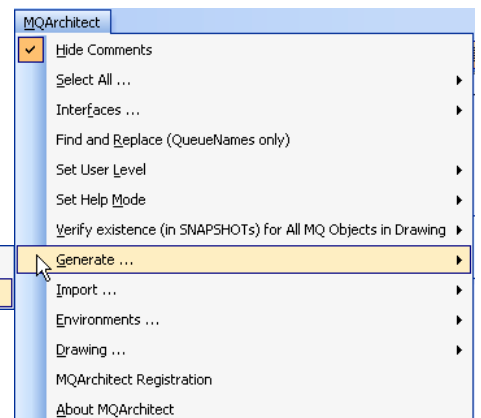 MQArchitect
Hide Comments
Select All ...
Interfaces ...
Find and Replace (QueueNames only)
Set User Level
Set Help Mode
Verify existence (in SNAPSHOTs) for All MQ Objects in Drawing
Generate ...
Import ...
Environments ...
Drawing ...
MQArchitect Registration
About MQArchitect